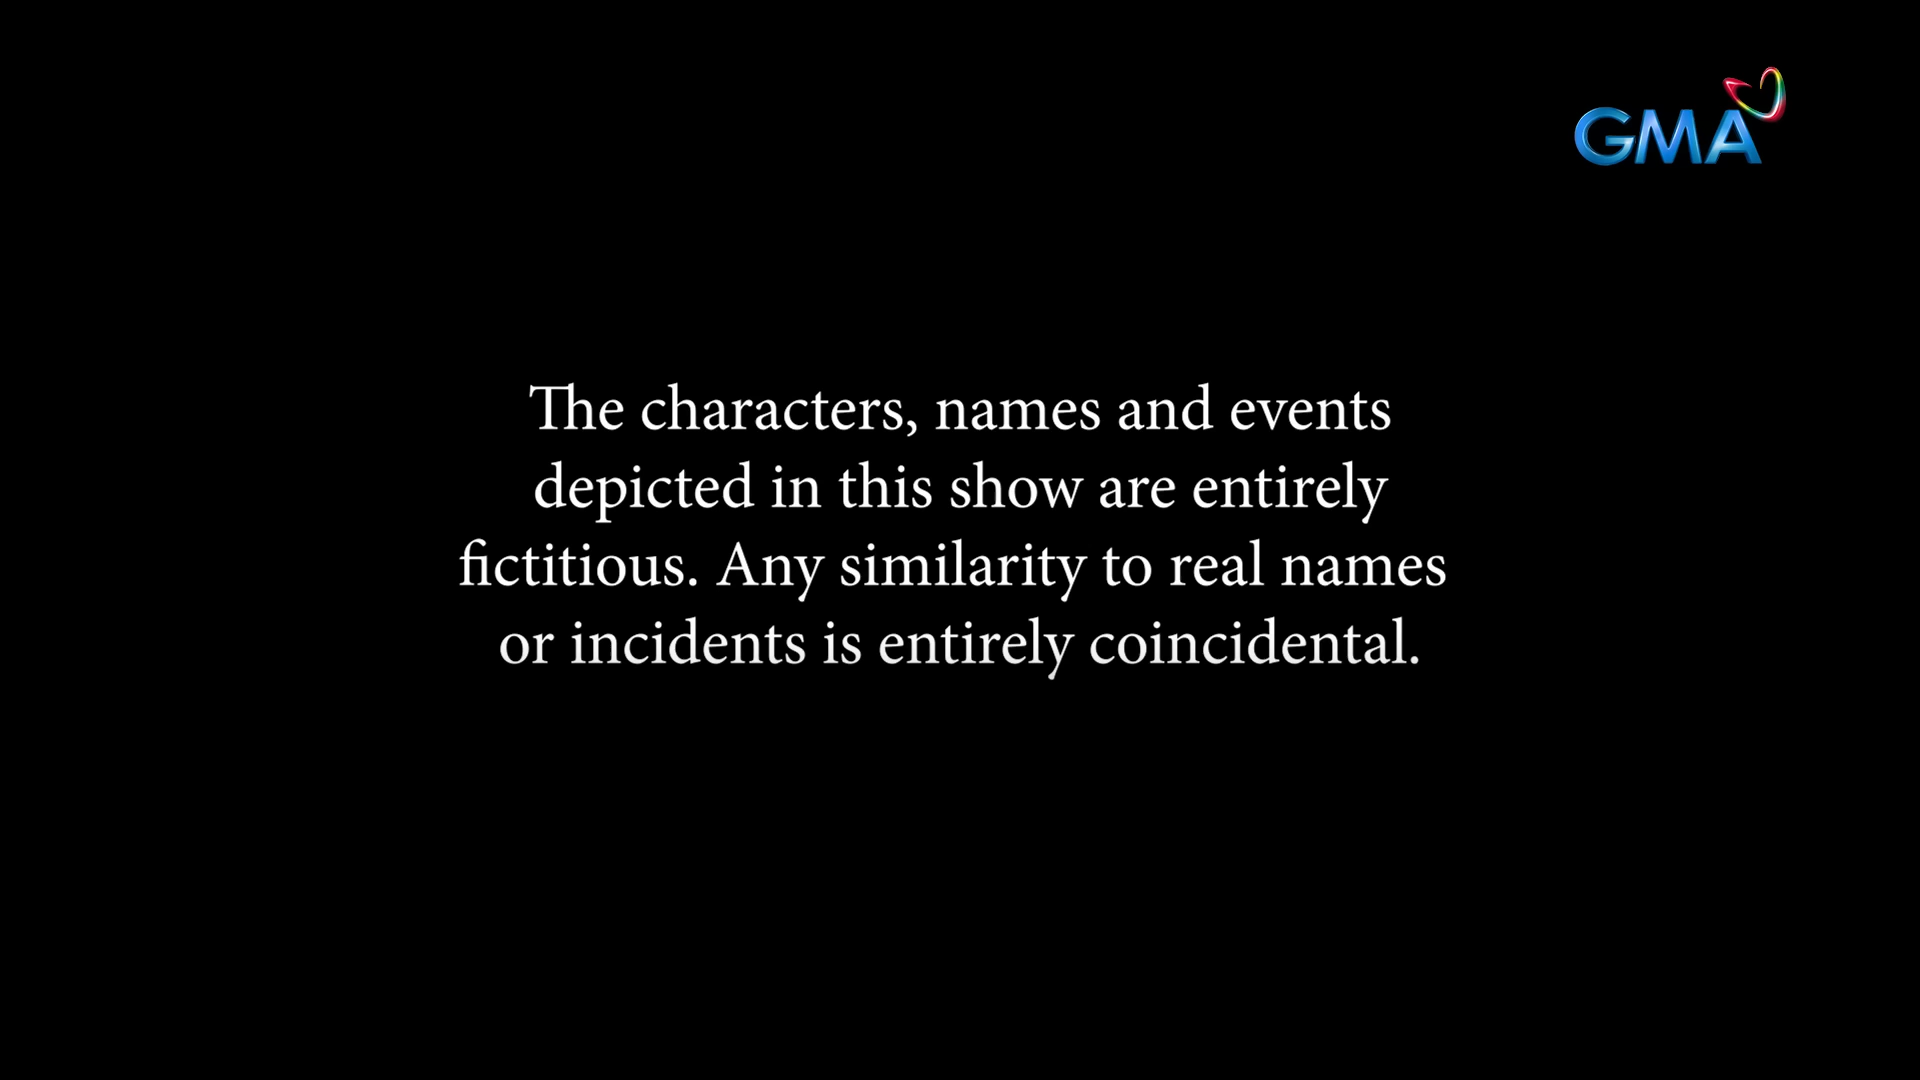 GMA
The characters, names and events
depicted in this show are entirely
fictitious. Any similarity to real names
or incidents is entirely coincidental.